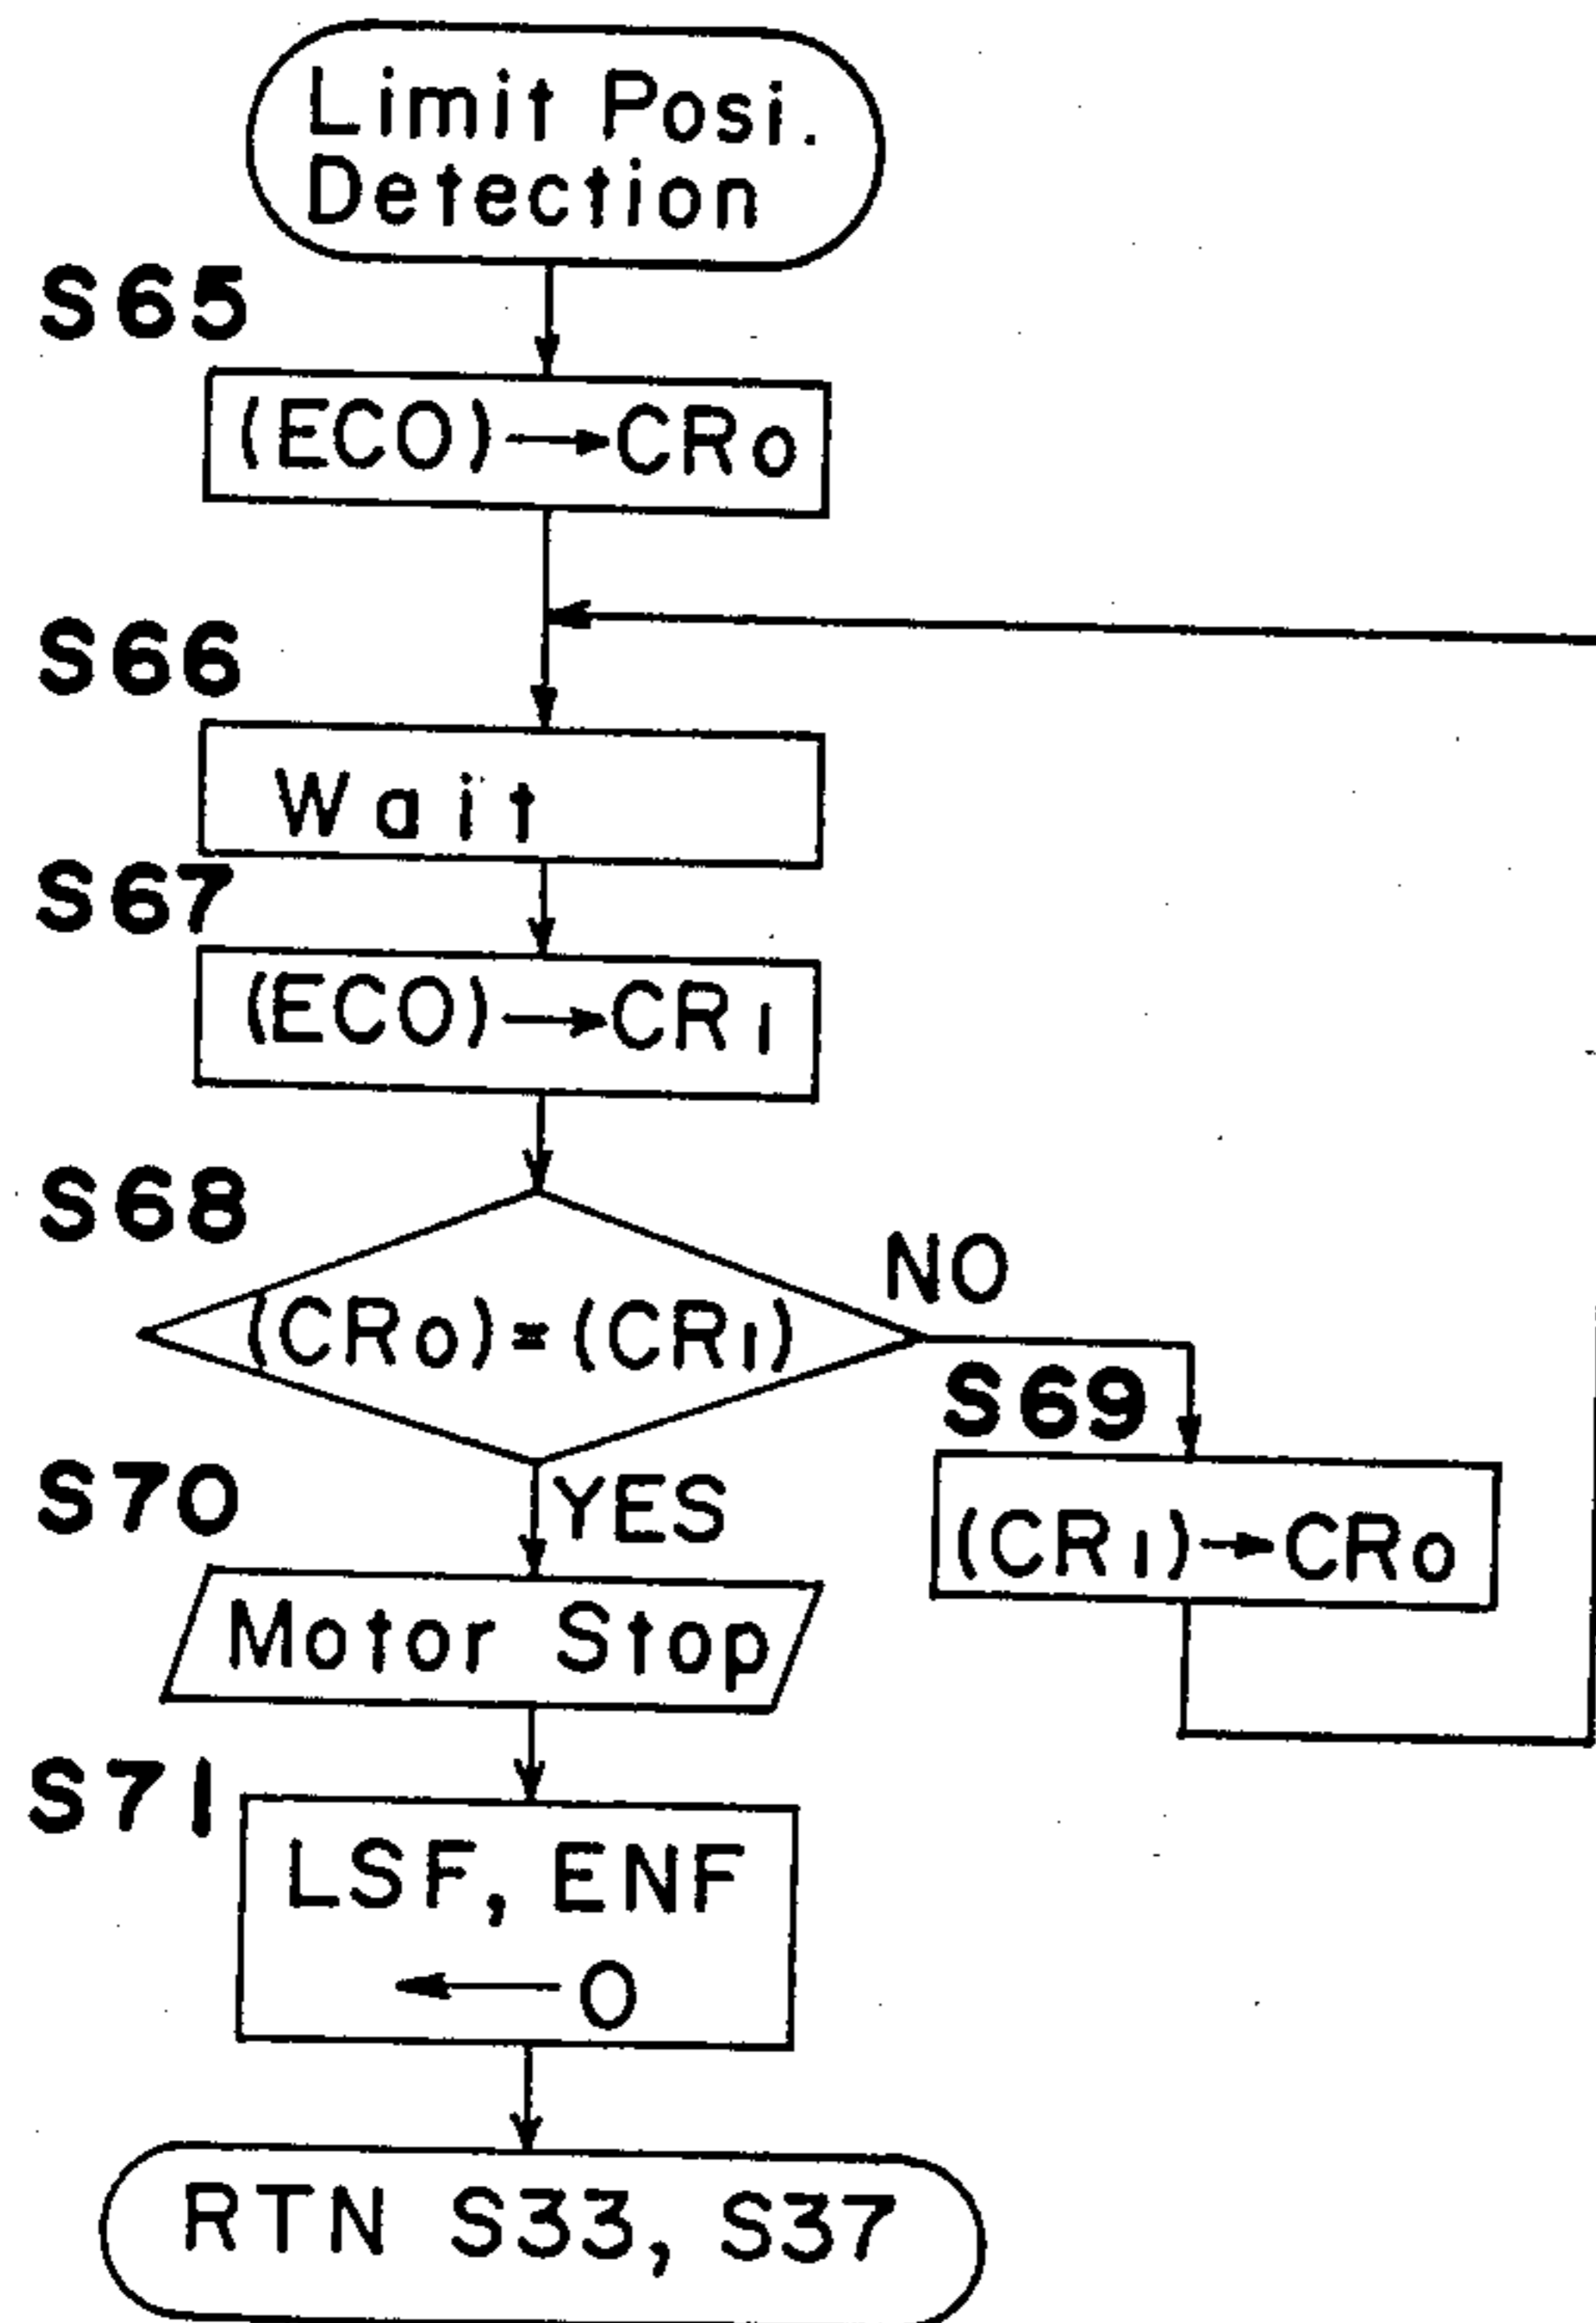 Limit Posi.
Detection
S65
(ECO)→CRo
S66
Wait
S67
(ECO)→CR1
S68
(CRo)=(CR1)
NO
S69
(CR1)→CRo
S70
YES
Motor Stop
S71
LSF, ENF
←0
RTN S33, S37